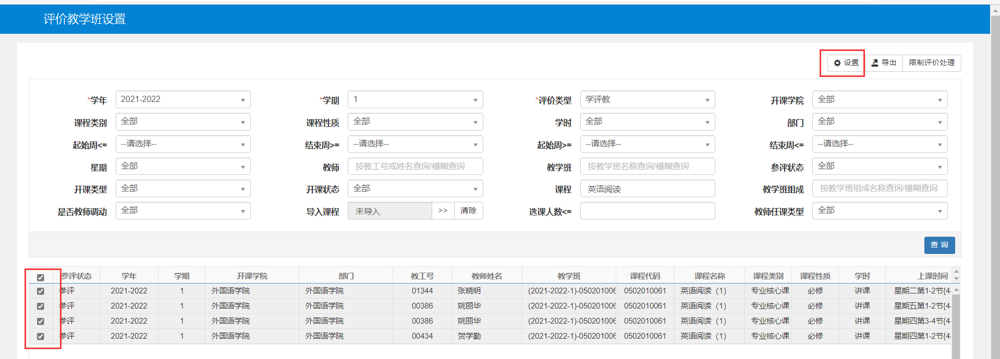 评价教学班设置
设置 导出 限制评价处理
*学年 2021-2022 *学期 1 *评价类型 学评教 开课学院 全部
课程类别 全部 课程性质 全部 学时 全部 部门 全部
起始周<= --请选择-- 结束周>= --请选择-- 起始周>= --请选择-- 结束周<= --请选择--
星期 全部 教师 按教工号或姓名查询/模糊查询 教学班 按教学班名称查询/模糊查询 参评状态 全部
开课类型 全部 开课状态 全部 课程 英语阅读 教学班组成 按教学班组成名称查询/模糊查询
是否教师调动 全部 导入课程 未导入 >> 清除 选课人数<= 教师任课类型 全部
查 询
参评状态 学年 学期 开课学院 部门 教工号 教师姓名 教学班 课程代码 课程名称 课程类别 课程性质 学时 上课时间
参评 2021-2022 1 外国语学院 外国语学院 01344 张晓明 (2021-2022-1)-050201006 0502010061 英语阅读（1） 专业核心课 必修 讲课 星期二第1-2节{4-
参评 2021-2022 1 外国语学院 外国语学院 00386 姚丽华 (2021-2022-1)-050201006 0502010061 英语阅读（1） 专业核心课 必修 讲课 星期五第1-2节{4-
参评 2021-2022 1 外国语学院 外国语学院 00386 姚丽华 (2021-2022-1)-050201006 0502010061 英语阅读（1） 专业核心课 必修 讲课 星期四第3-4节{4-
参评 2021-2022 1 外国语学院 外国语学院 00434 贺学勤 (2021-2022-1)-050201006 0502010061 英语阅读（1） 专业核心课 必修 讲课 星期四第1-2节{4-